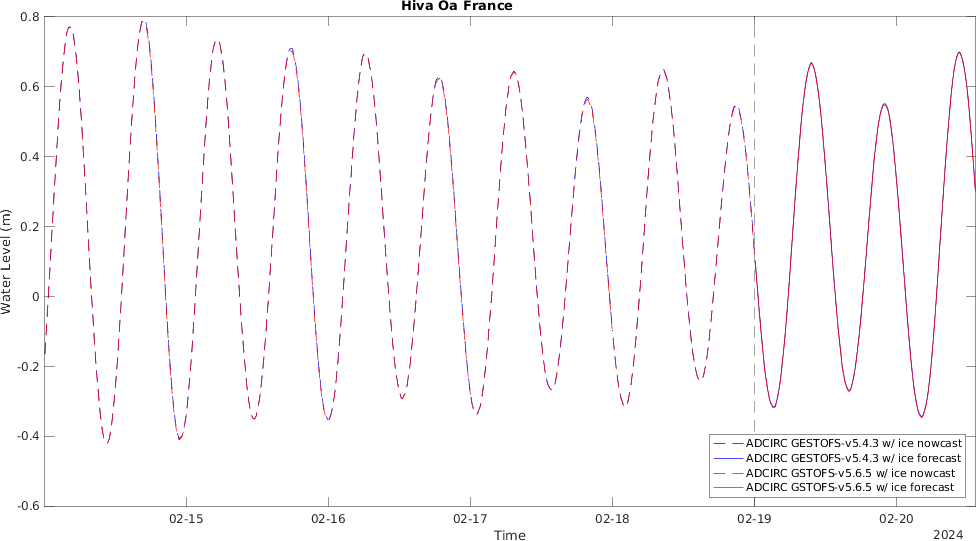 Hiva Oa France
0.8
0.6
0.4
0.2
0
-0.2
-0.4
-0.6
Water Level (m)
02-15
02-16
02-17
02-18
02-19
02-20
Time
2024
ADCIRC GESTOFS-v5.4.3 w/ ice nowcast
ADCIRC GESTOFS-v5.4.3 w/ ice forecast
ADCIRC GSTOFS-v5.6.5 w/ ice nowcast
ADCIRC GSTOFS-v5.6.5 w/ ice forecast